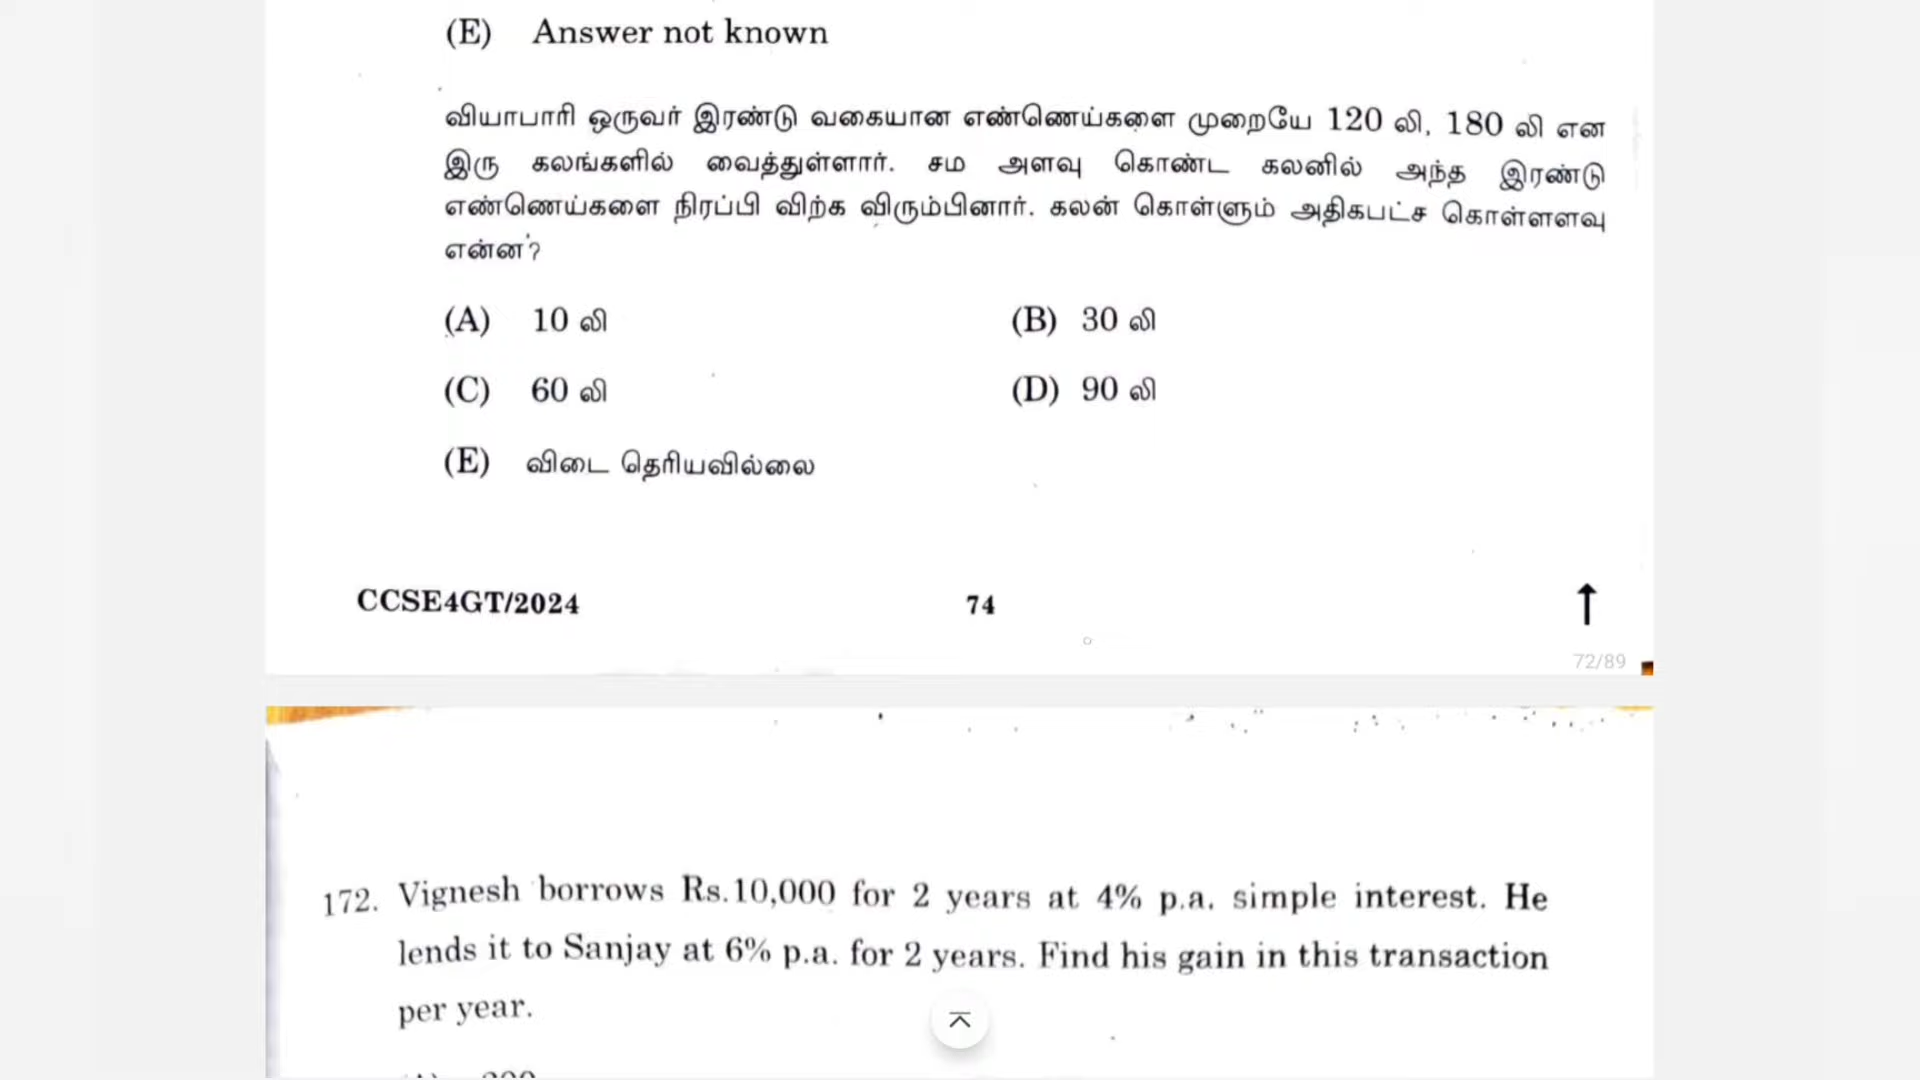 (E) Answer not known
வியாபாரி ஒருவர் இரண்டு வகையான எண்ணெய்களை முறையே 120 லி, 180 லி என
இரு கலங்களில் வைத்துள்ளார். சம அளவு கொண்ட கலனில் அந்த இரண்டு
எண்ணெய்களை நிரப்பி விற்க விரும்பினார். கலன் கொள்ளும் அதிகபட்ச கொள்ளளவு
என்ன?
(A) 10 லி (B) 30 லி
(C) 60 லி (D) 90 லி
(E) விடை தெரியவில்லை
CCSE4GT/2024 74 ↑
72/89
172. Vignesh borrows Rs.10,000 for 2 years at 4% p.a. simple interest. He
lends it to Sanjay at 6% p.a. for 2 years. Find his gain in this transaction
per year.